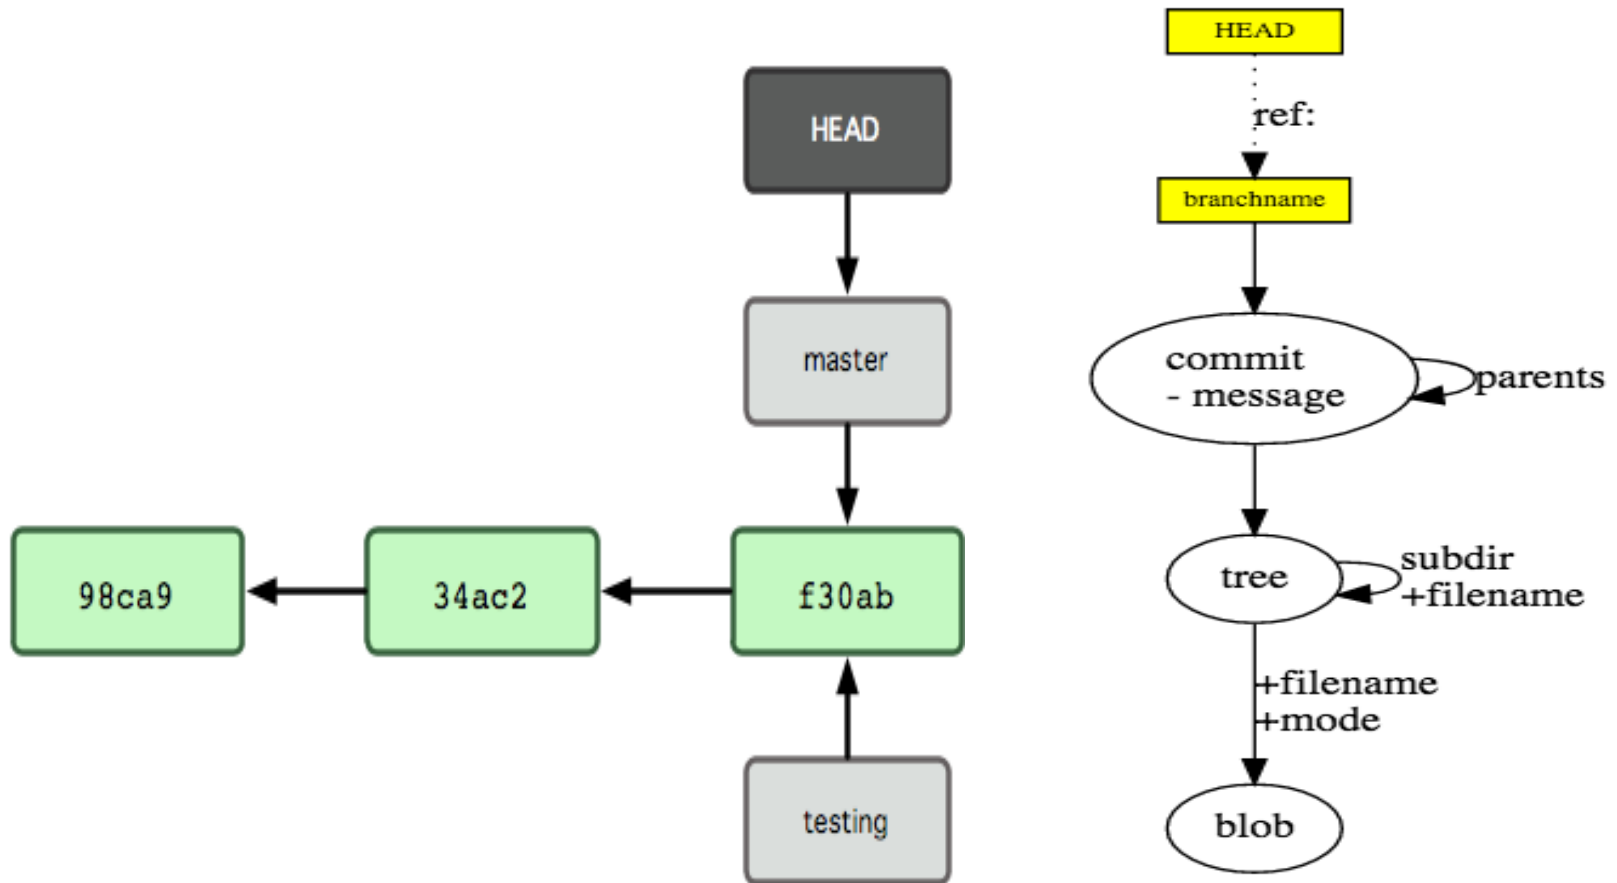 HEAD
master
98ca9
34ac2
f30ab
testing
HEAD
ref:
branchname
commit
- message
parents
tree
subdir
+filename
+filename
+mode
blob